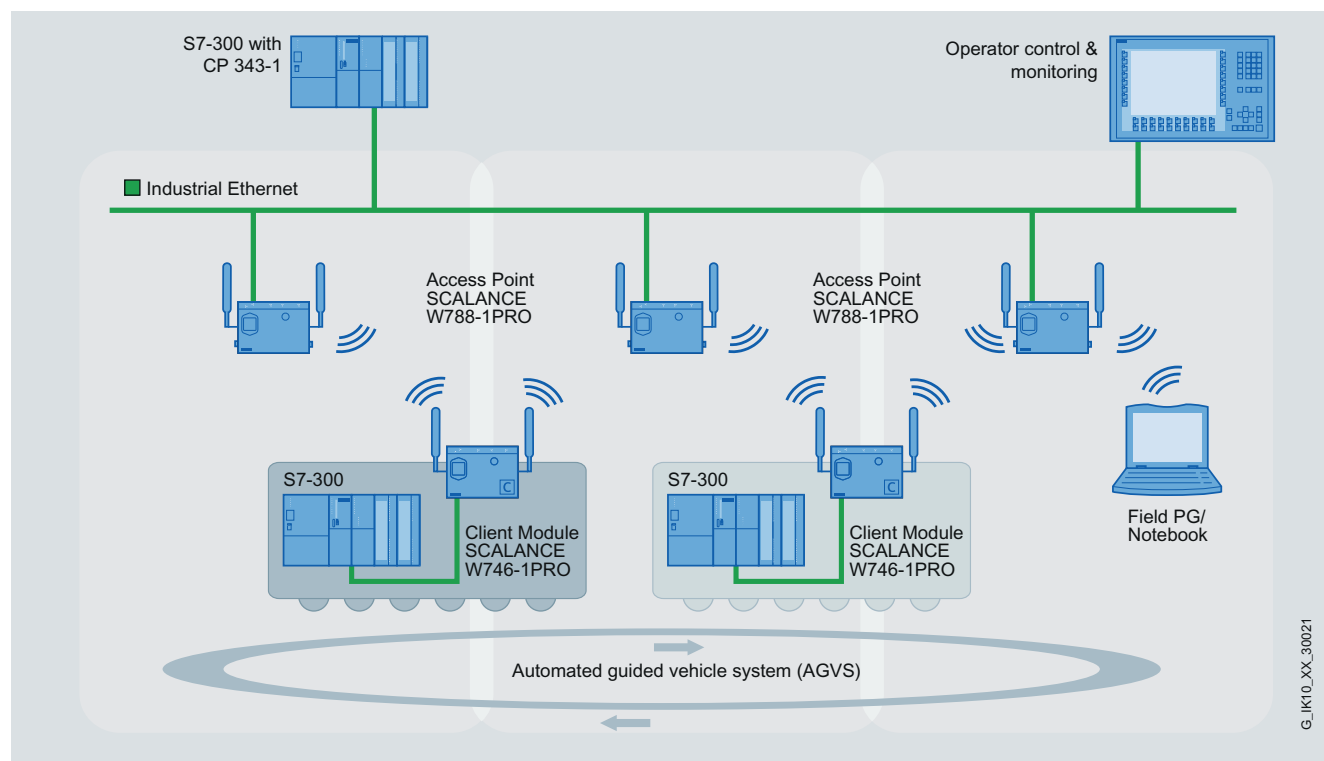 S7-300 with
CP 343-1
Operator control &
monitoring
Industrial Ethernet
Access Point
SCALANCE
W788-1PRO
Access Point
SCALANCE
W788-1PRO
S7-300
C
Client Module
SCALANCE
W746-1PRO
S7-300
C
Client Module
SCALANCE
W746-1PRO
Field PG/
Notebook
Automated guided vehicle system (AGVS)
G_IK10_XX_30021